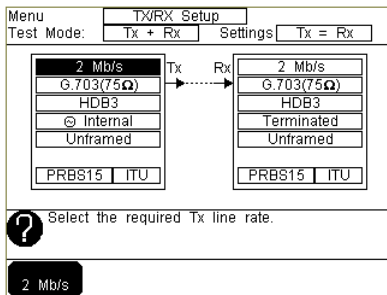 Menu TX/RX Setup
Test Mode: Tx + Rx Settings Tx = Rx
2 Mb/s Tx Rx 2 Mb/s
G.703(75Ω) G.703(75Ω)
HDB3 HDB3
Internal Terminated
Unframed Unframed
PRBS15 ITU PRBS15 ITU
? Select the required Tx line rate.
2 Mb/s